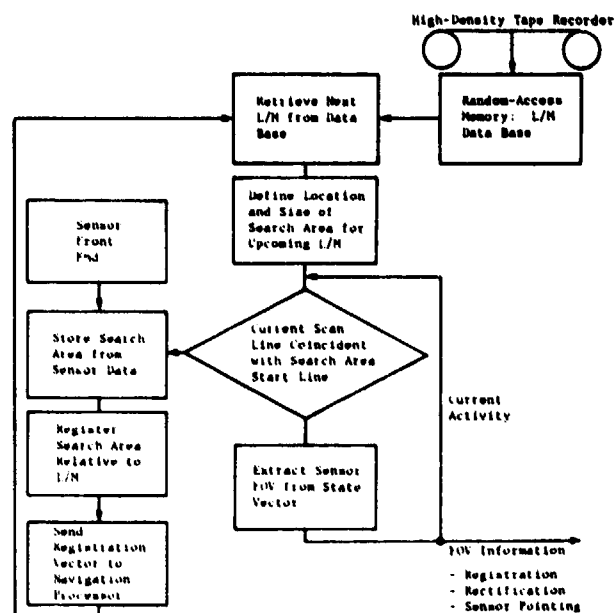 High-Density Tape Recorder
Retrieve Next
L/M from Data
Base
Random-Access
Memory: L/M
Data Base
Define Location
and Size of
Search Area for
Upcoming L/M
Sensor
Front
End
Current Scan
Line Coincident
with Search Area
Start Line
Store Search
Area from
Sensor Data
Current
Activity
Register
Search Area
Relative to
L/M
Extract Sensor
FOV from State
Vector
Send
Registration
Vector to
Navigation
Processor
FOV Information
- Registration
- Rectification
- Sensor Pointing